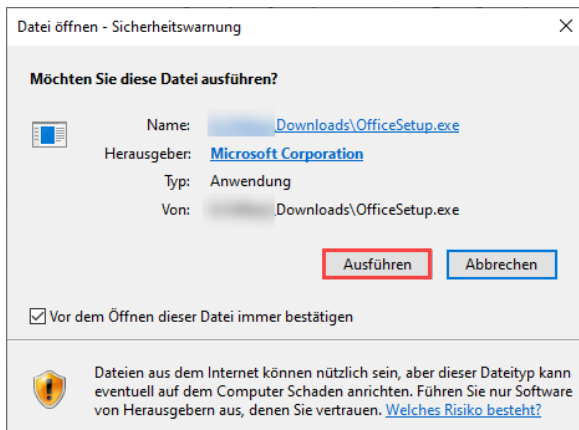 Datei öffnen - Sicherheitswarnung
Möchten Sie diese Datei ausführen?
Name: Downloads\OfficeSetup.exe
Herausgeber: Microsoft Corporation
Typ: Anwendung
Von: Downloads\OfficeSetup.exe
Ausführen Abbrechen
Vor dem Öffnen dieser Datei immer bestätigen
Dateien aus dem Internet können nützlich sein, aber dieser Dateityp kann
eventuell auf dem Computer Schaden anrichten. Führen Sie nur Software
von Herausgebern aus, denen Sie vertrauen. Welches Risiko besteht?